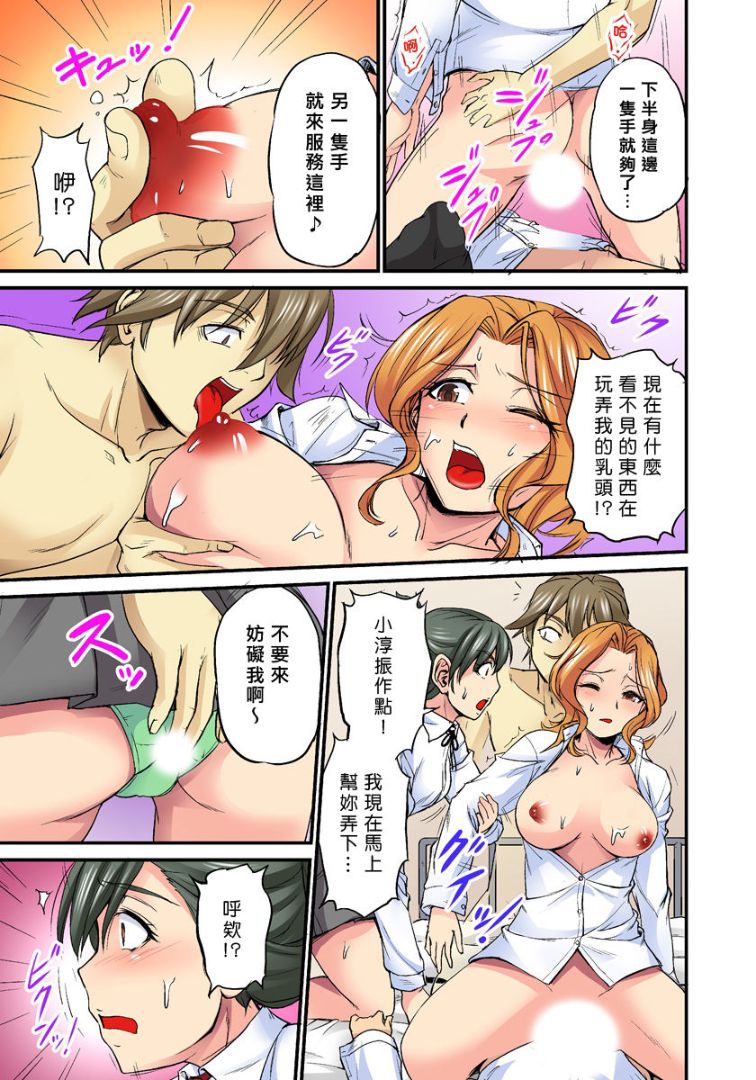 下半身這邊
一隻手就夠了…
哈
啊
ジュプ
ジュプ
另一隻手
就來服務這裡♪
咿!?
キュッ!
現在有什麼
看不見的東西在
玩弄我的乳頭!?
ビク
ビク
小淳振作點！
我現在馬上
幫妳弄下…
グイッ!
不要來
妨礙我啊～
スッ
呼欸!?
ビクンッ!